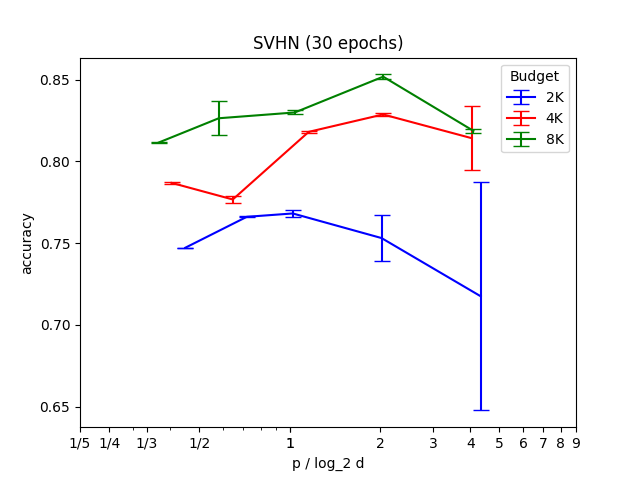 SVHN (30 epochs)
Budget
2K
4K
8K
accuracy
0.85
0.80
0.75
0.70
0.65
1/5 1/4 1/3 1/2 1 2 3 4 5 6 7 8 9
p / log_2 d